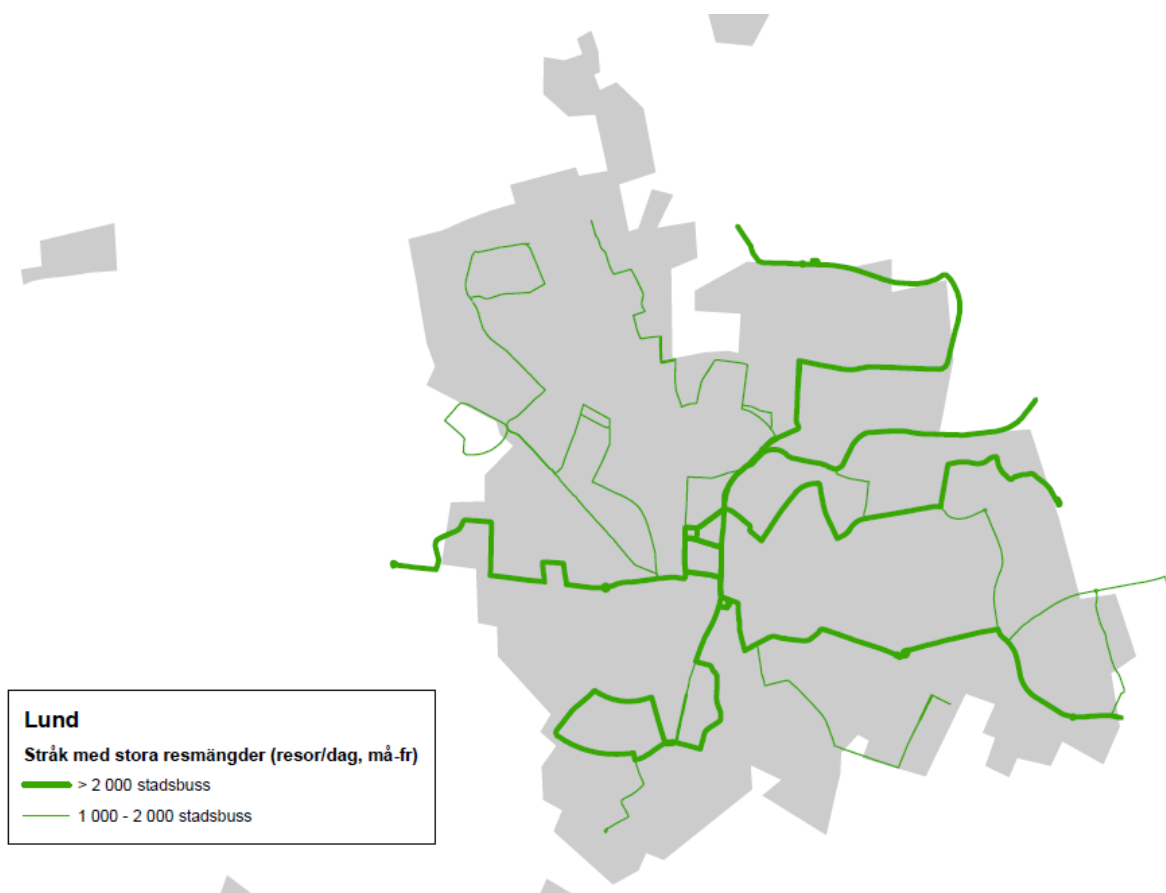 Lund
Stråk med stora resmängder (resor/dag, må-fr)
> 2 000 stadsbuss
1 000 - 2 000 stadsbuss